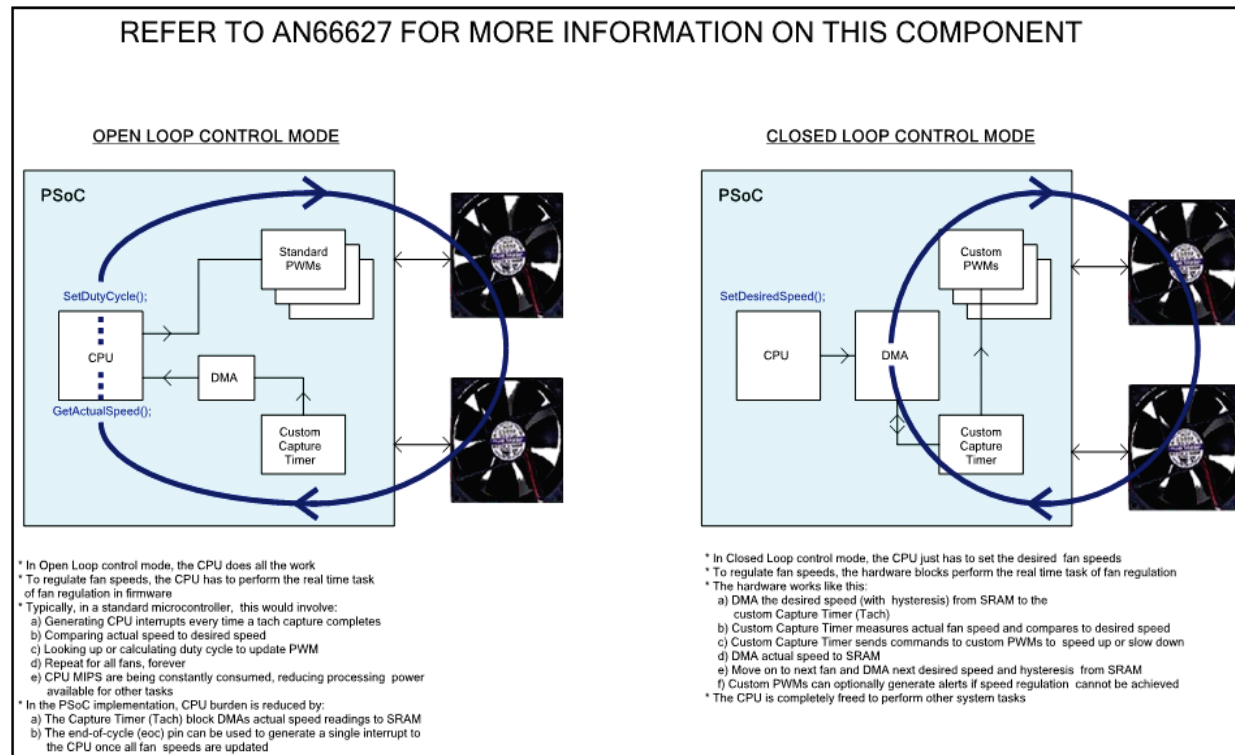 REFER TO AN66627 FOR MORE INFORMATION ON THIS COMPONENT
OPEN LOOP CONTROL MODE
PSoC
Standard
PWMs
SetDutyCycle();
CPU
DMA
GetActualSpeed();
Custom
Capture
Timer
* In Open Loop control mode, the CPU does all the work
* To regulate fan speeds, the CPU has to perform the real time task
of fan regulation in firmware
* Typically, in a standard microcontroller, this would involve:
a) Generating CPU interrupts every time a tach capture completes
b) Comparing actual speed to desired speed
c) Looking up or calculating duty cycle to update PWM
d) Repeat for all fans, forever
e) CPU MIPS are being constantly consumed, reducing processing power
available for other tasks
* In the PSoC implementation, CPU burden is reduced by:
a) The Capture Timer (Tach) block DMAs actual speed readings to SRAM
b) The end-of-cycle (eoc) pin can be used to generate a single interrupt to
the CPU once all fan speeds are updated
CLOSED LOOP CONTROL MODE
PSoC
Custom
PWMs
SetDesiredSpeed();
CPU
DMA
Custom
Capture
Timer
* In Closed Loop control mode, the CPU just has to set the desired fan speeds
* To regulate fan speeds, the hardware blocks perform the real time task of fan regulation
* The hardware works like this:
a) DMA the desired speed (with hysteresis) from SRAM to the
custom Capture Timer (Tach)
b) Custom Capture Timer measures actual fan speed and compares to desired speed
c) Custom Capture Timer sends commands to custom PWMs to speed up or slow down
d) DMA actual speed to SRAM
e) Move on to next fan and DMA next desired speed and hysteresis from SRAM
f) Custom PWMs can optionally generate alerts if speed regulation cannot be achieved
* The CPU is completely freed to perform other system tasks